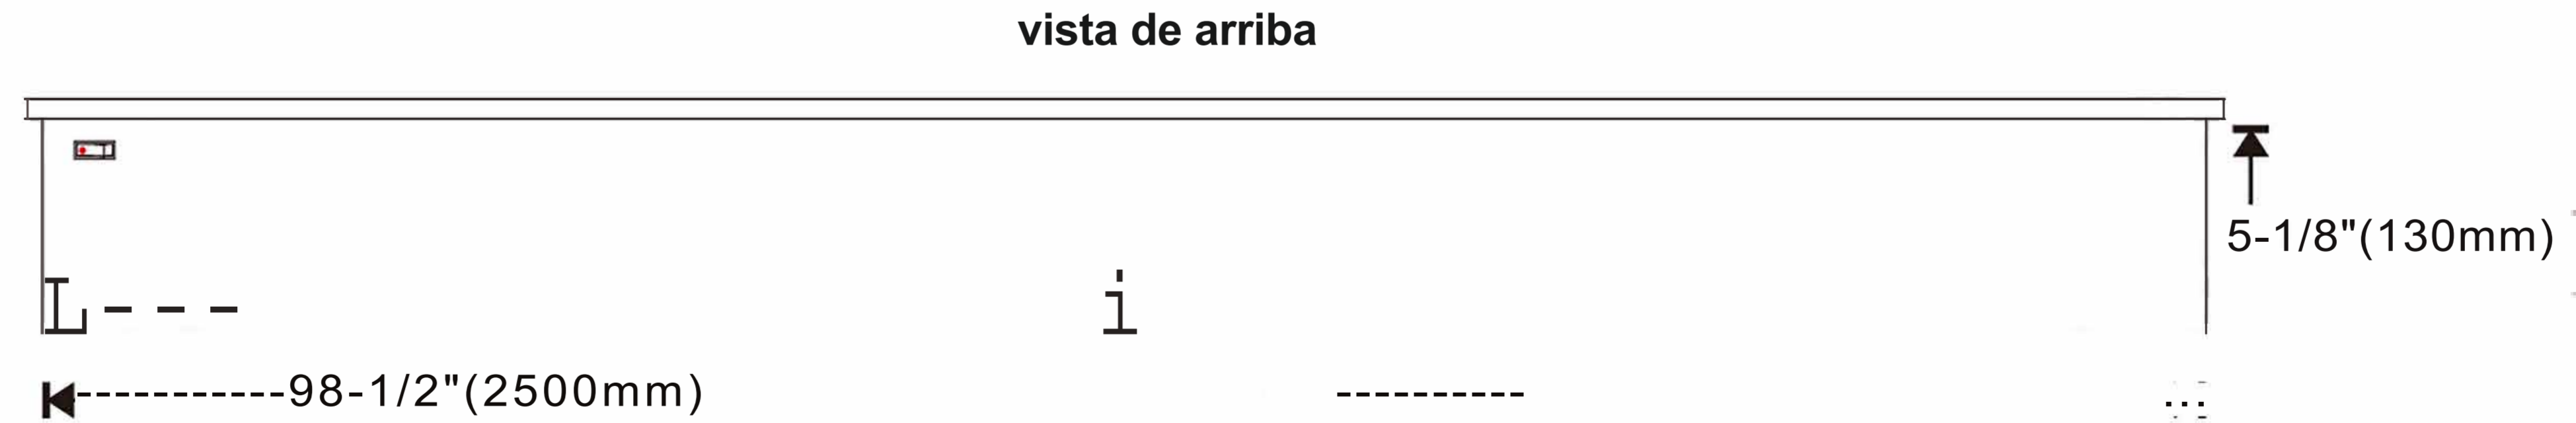 vista de arriba
5-1/8"(130mm)
L--- i
-----------98-1/2"(2500mm) ----------